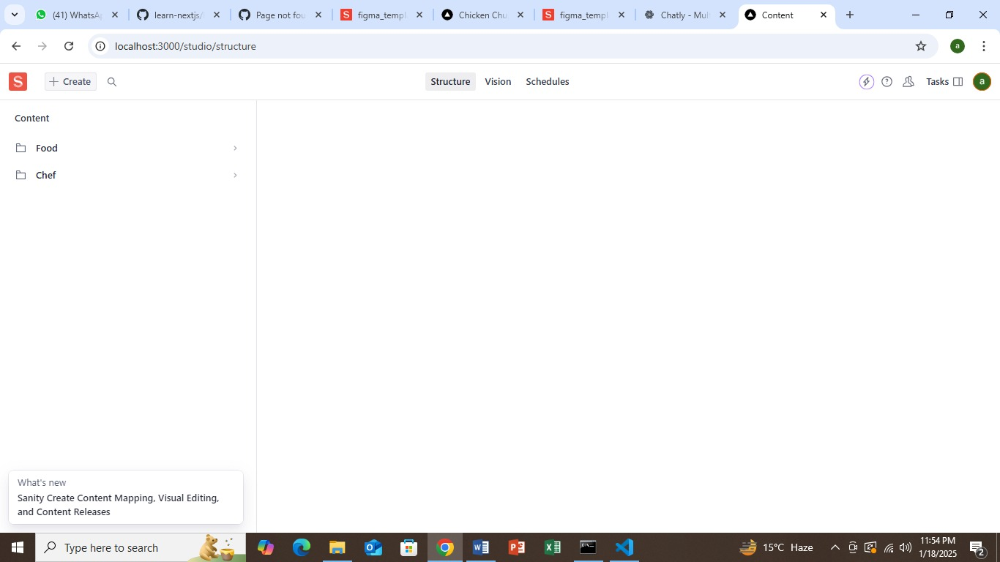 (41) WhatsAp
learn-nextjs/
Page not fou
figma_templ
Chicken Chu
figma_templ
Chatly - Mul
Content
localhost:3000/studio/structure
a
S
Create
Structure
Vision
Schedules
Tasks
a
Content
Food
Chef
What's new
Sanity Create Content Mapping, Visual Editing,
and Content Releases
Type here to search
15°C Haze
11:54 PM
1/18/2025
2